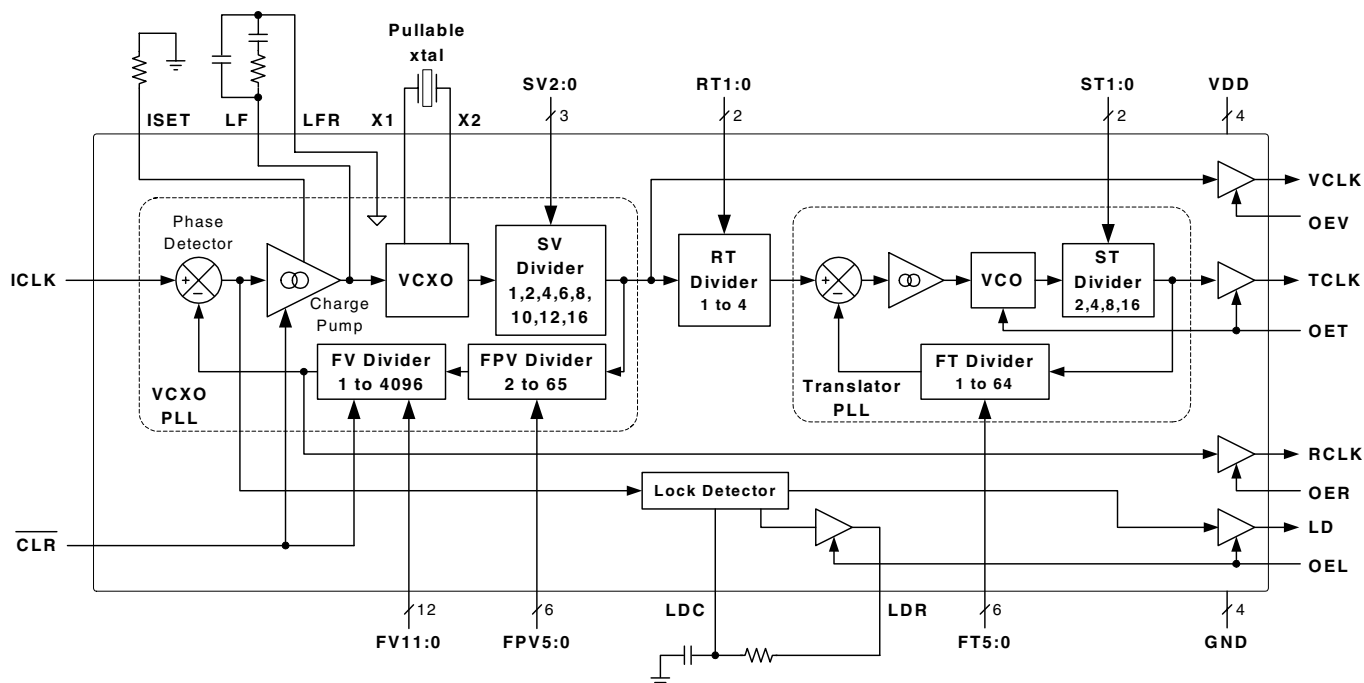 Pullable
xtal
SV2:0
RT1:0
ST1:0
VDD
3
2
2
4
ISET
LF
LFR
X1
X2
VCLK
OEV
Phase
Detector
SV
Divider
1,2,4,6,8,
10,12,16
RT
Divider
1 to 4
ST
Divider
2,4,8,16
ICLK
+
−
VCXO
+
−
VCO
TCLK
Charge
Pump
OET
FV Divider
1 to 4096
FPV Divider
2 to 65
FT Divider
1 to 64
VCXO
PLL
Translator
PLL
RCLK
Lock Detector
OER
LD
CLR
OEL
12
6
LDC
LDR
6
4
FV11:0
FPV5:0
FT5:0
GND